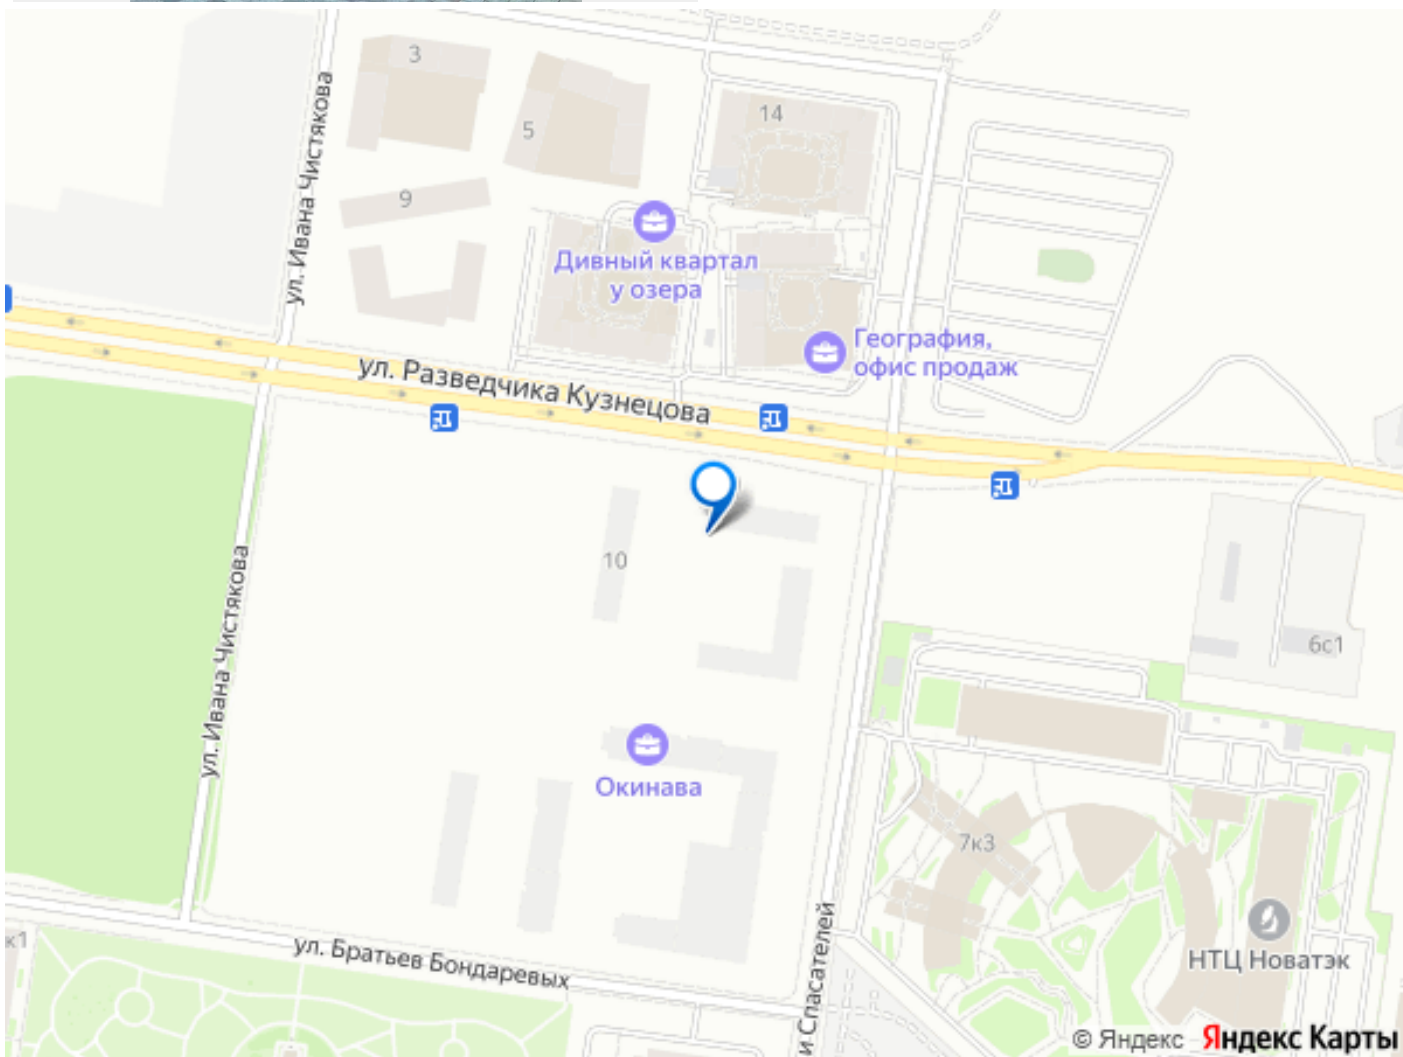 3
14
5
ул. Ивана Чистякова
9
Дивный квартал
у озера
География,
офис продаж
ул. Разведчика Кузнецова
10
ул. Ивана Чистякова
6с1
Окинава
7к3
НТЦ Новатэк
к1
ул. Братьев Бондаревых
и Спасателей
© Яндекс Яндекс Карты